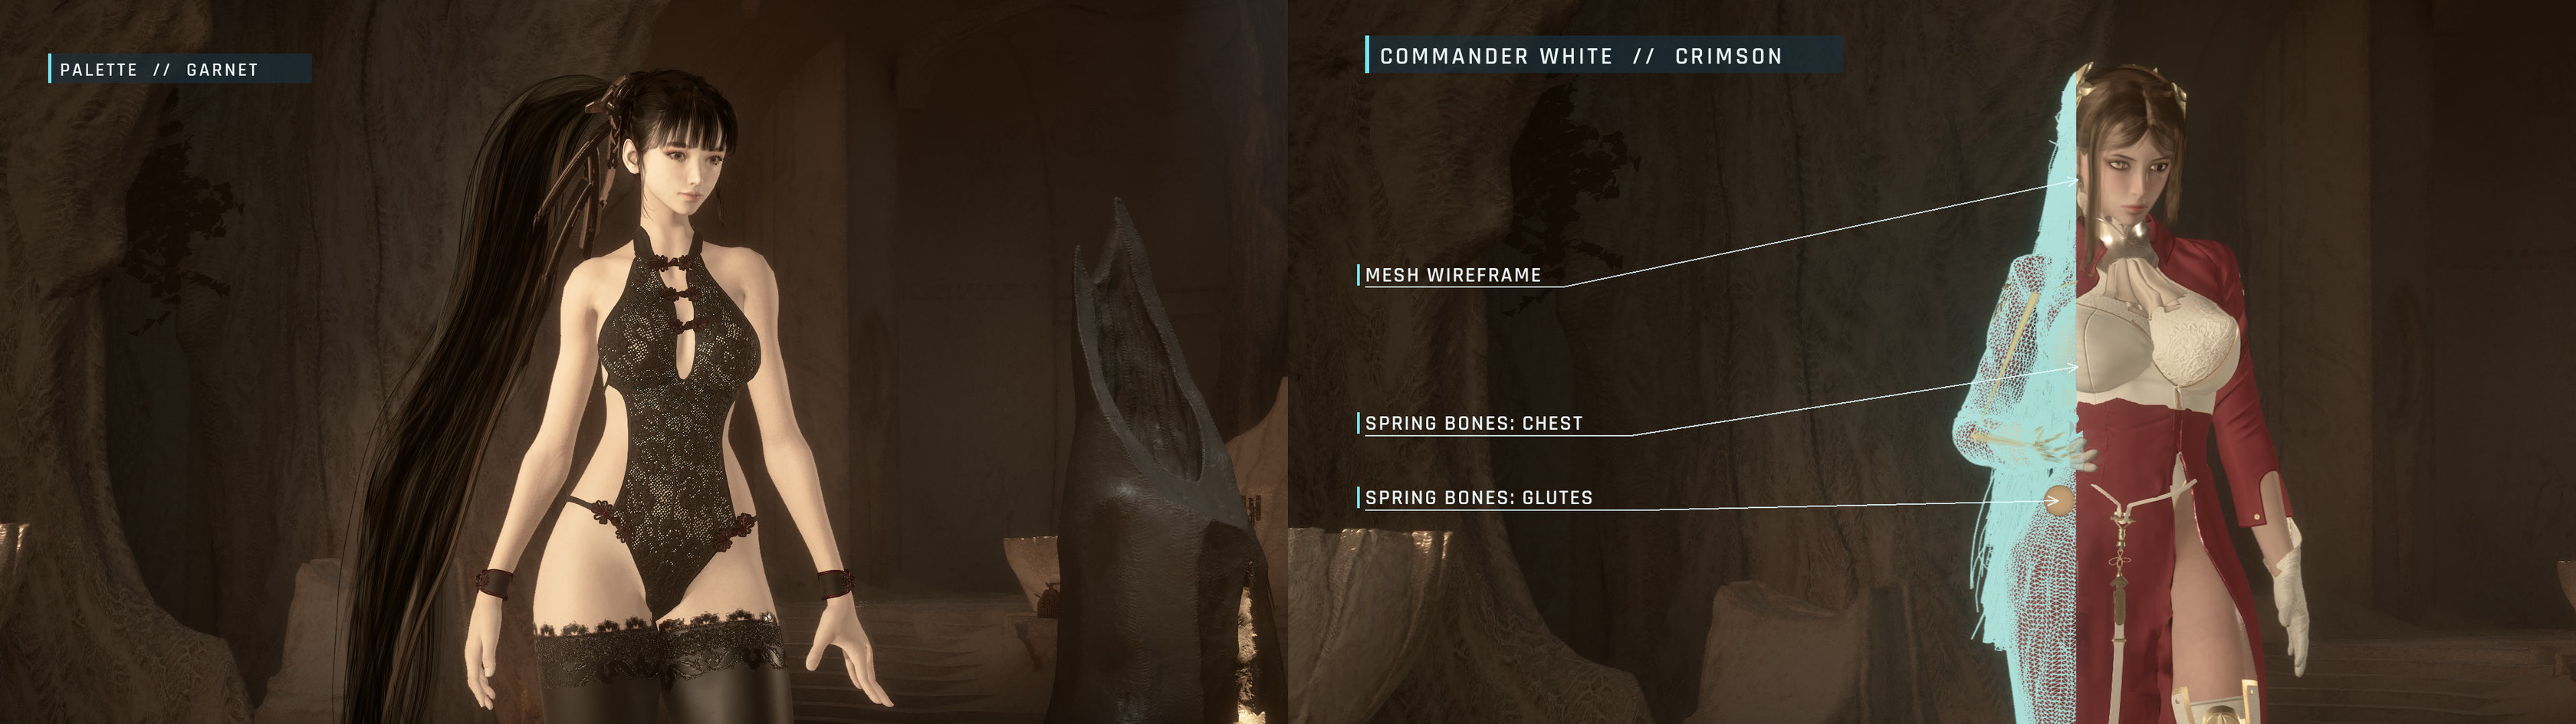 PALETTE // GARNET
COMMANDER WHITE // CRIMSON
MESH WIREFRAME
SPRING BONES: CHEST
SPRING BONES: GLUTES